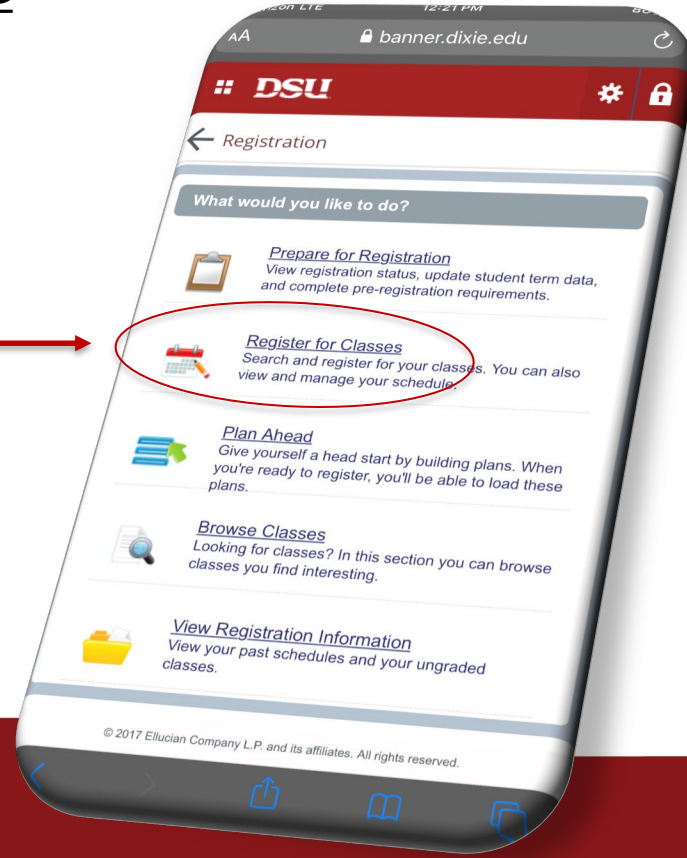 12:21 PM
AA banner.dixie.edu
DSU
Registration
What would you like to do?
Prepare for Registration
View registration status, update student term data,
and complete pre-registration requirements.
Register for Classes
Search and register for your classes. You can also
view and manage your schedule.
Plan Ahead
Give yourself a head start by building plans. When
you're ready to register, you'll be able to load these
plans.
Browse Classes
Looking for classes? In this section you can browse
classes you find interesting.
View Registration Information
View your past schedules and your ungraded
classes.
© 2017 Ellucian Company L.P. and its affiliates. All rights reserved.